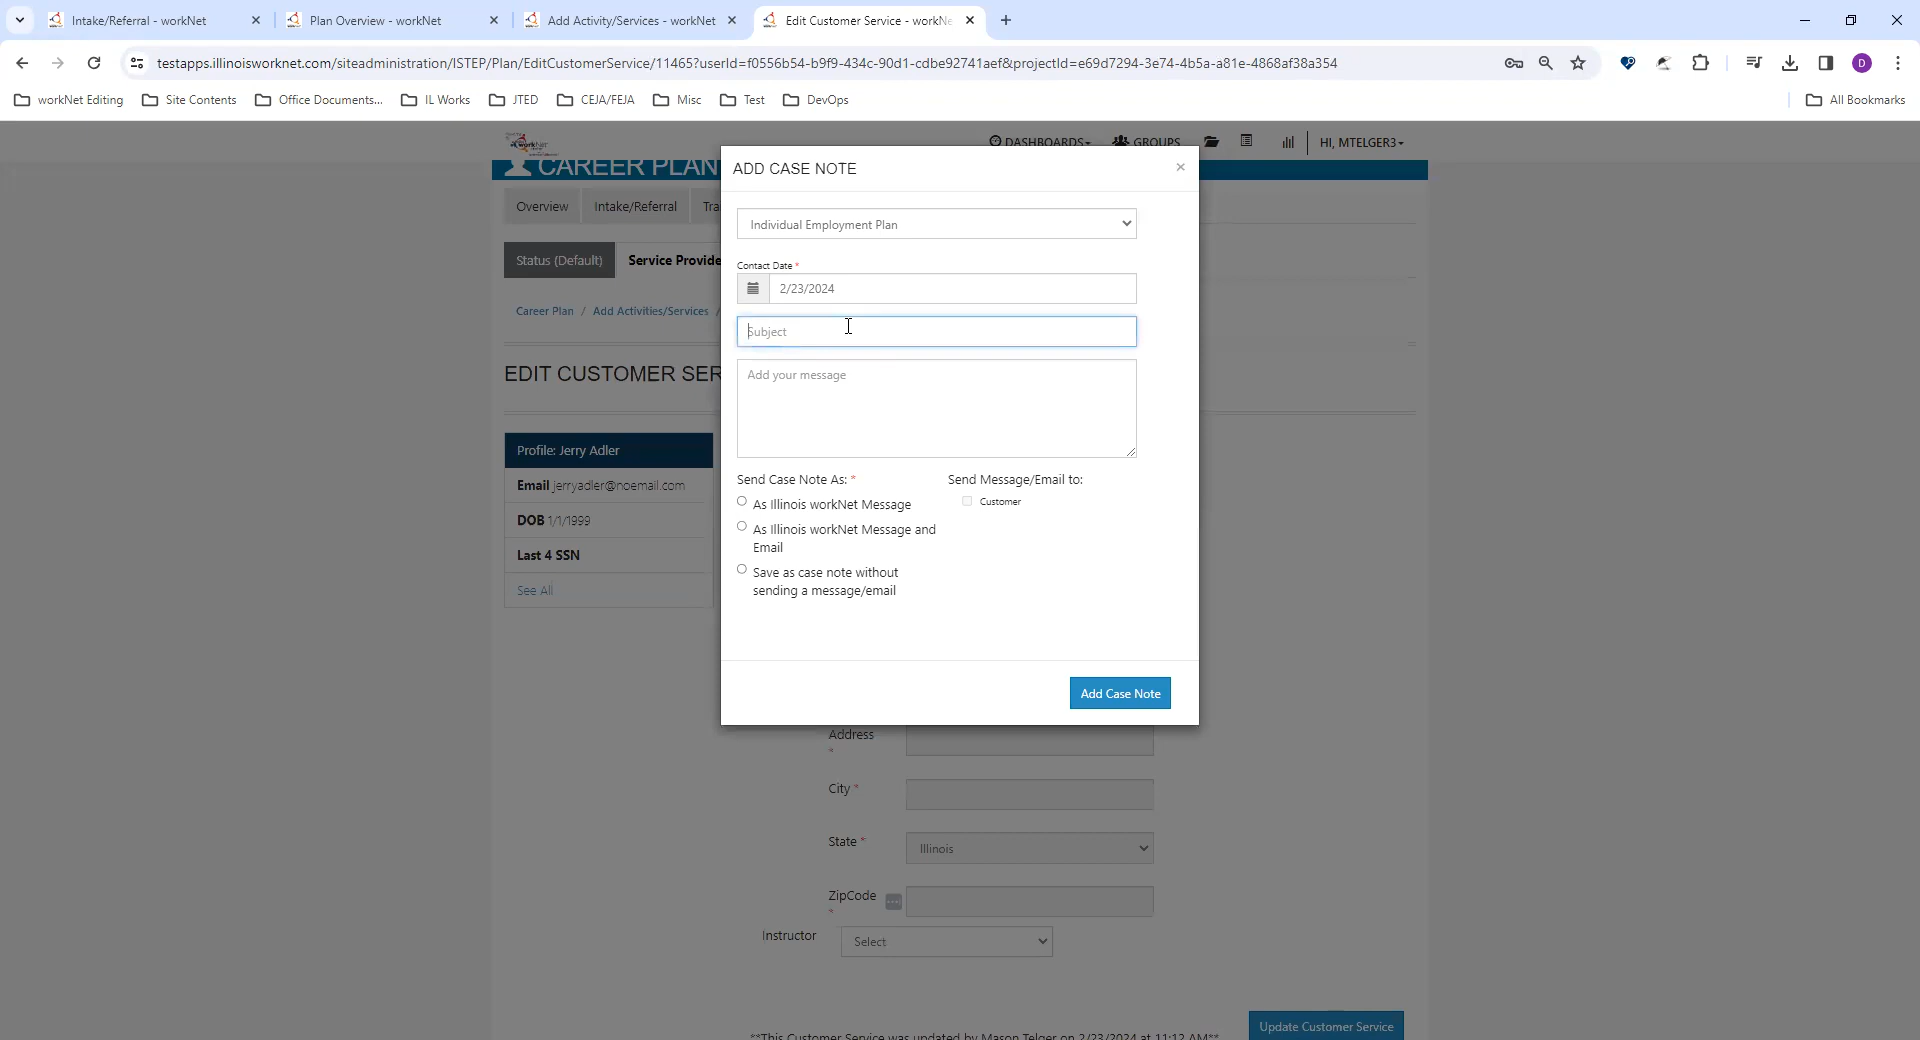 Intake/Referral - workNet
Plan Overview - workNet
Add Activity/Services - workNet
Edit Customer Service - workNe
testapps.illinoisworknet.com/siteadministration/ISTEP/Plan/EditCustomerService/11465?userId=f0556b54-b9f9-434c-90d1-cdbe92741aef&projectId=e69d7294-3e74-4b5a-a81e-4868af38a354
D
workNet Editing
Site Contents
Office Documents...
IL Works
JTED
CEJA/FEJA
Misc
Test
DevOps
All Bookmarks
workNet
DASHBOARDS
GROUPS
HI, MTELGER3
CAREER PLAN
Overview
Intake/Referral
Tra
Status (Default)
Service Provide
Career Plan / Add Activities/Services /
EDIT CUSTOMER SER
Profile: Jerry Adler
Email jerryadler@noemail.com
DOB 1/1/1999
Last 4 SSN
See All
ADD CASE NOTE
×
Individual Employment Plan
Contact Date *
2/23/2024
Subject
Add your message
Send Case Note As: *
As Illinois workNet Message
As Illinois workNet Message and
Email
Save as case note without
sending a message/email
Send Message/Email to:
Customer
Add Case Note
Address
*
City *
State *
Illinois
ZipCode
*
Instructor
Select
Update Customer Service
**This Customer Service was updated by Mason Telger on 2/23/2024 at 11:12 AM**